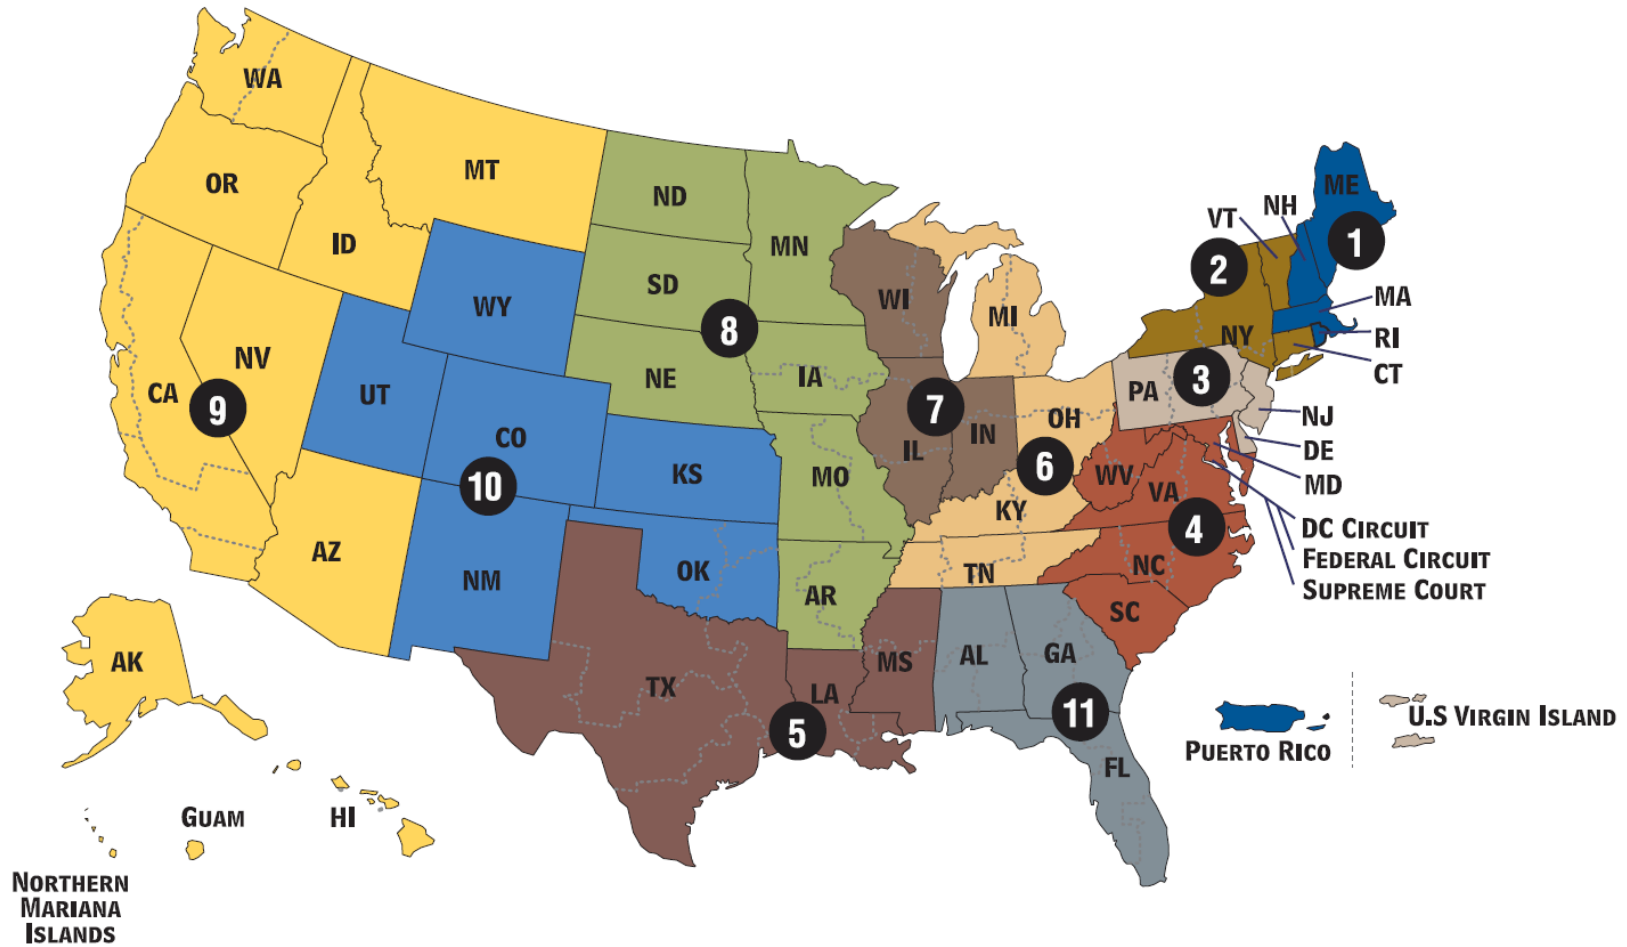 WA
MT
OR
ID
ND
MN
ME
NH
VT
1
2
WY
SD
WI
MI
MA
8
NY
RI
NV
UT
NE
IA
PA
3
CT
CA
9
7
OH
NJ
CO
IN
IL
DE
10
KS
MO
6
WV
VA
MD
KY
4
DC CIRCUIT
FEDERAL CIRCUIT
SUPREME COURT
AZ
NM
OK
AR
TN
NC
SC
AK
TX
LA
MS
AL
GA
5
11
FL
PUERTO RICO
U.S VIRGIN ISLAND
GUAM
HI
NORTHERN
MARIANA
ISLANDS